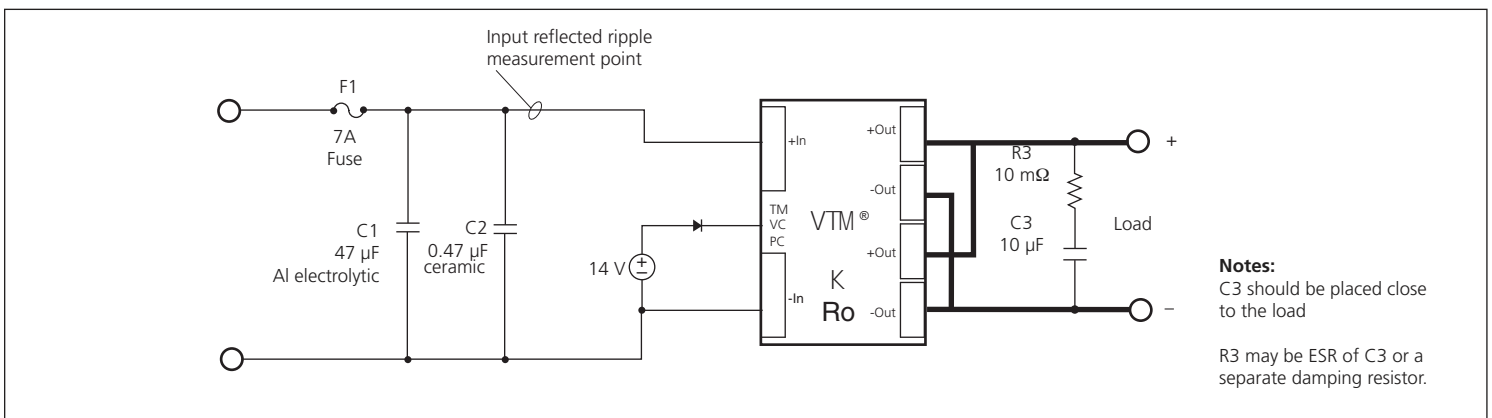 Input reflected ripple
measurement point
F1
7A
Fuse
C1
47 µF
Al electrolytic
C2
0.47 µF
ceramic
14 V
+In
TM
VC
PC
-In
VTM®
K
Ro
+Out
-Out
+Out
-Out
R3
10 mΩ
C3
10 µF
+
Load
–
Notes:
C3 should be placed close
to the load
R3 may be ESR of C3 or a
separate damping resistor.